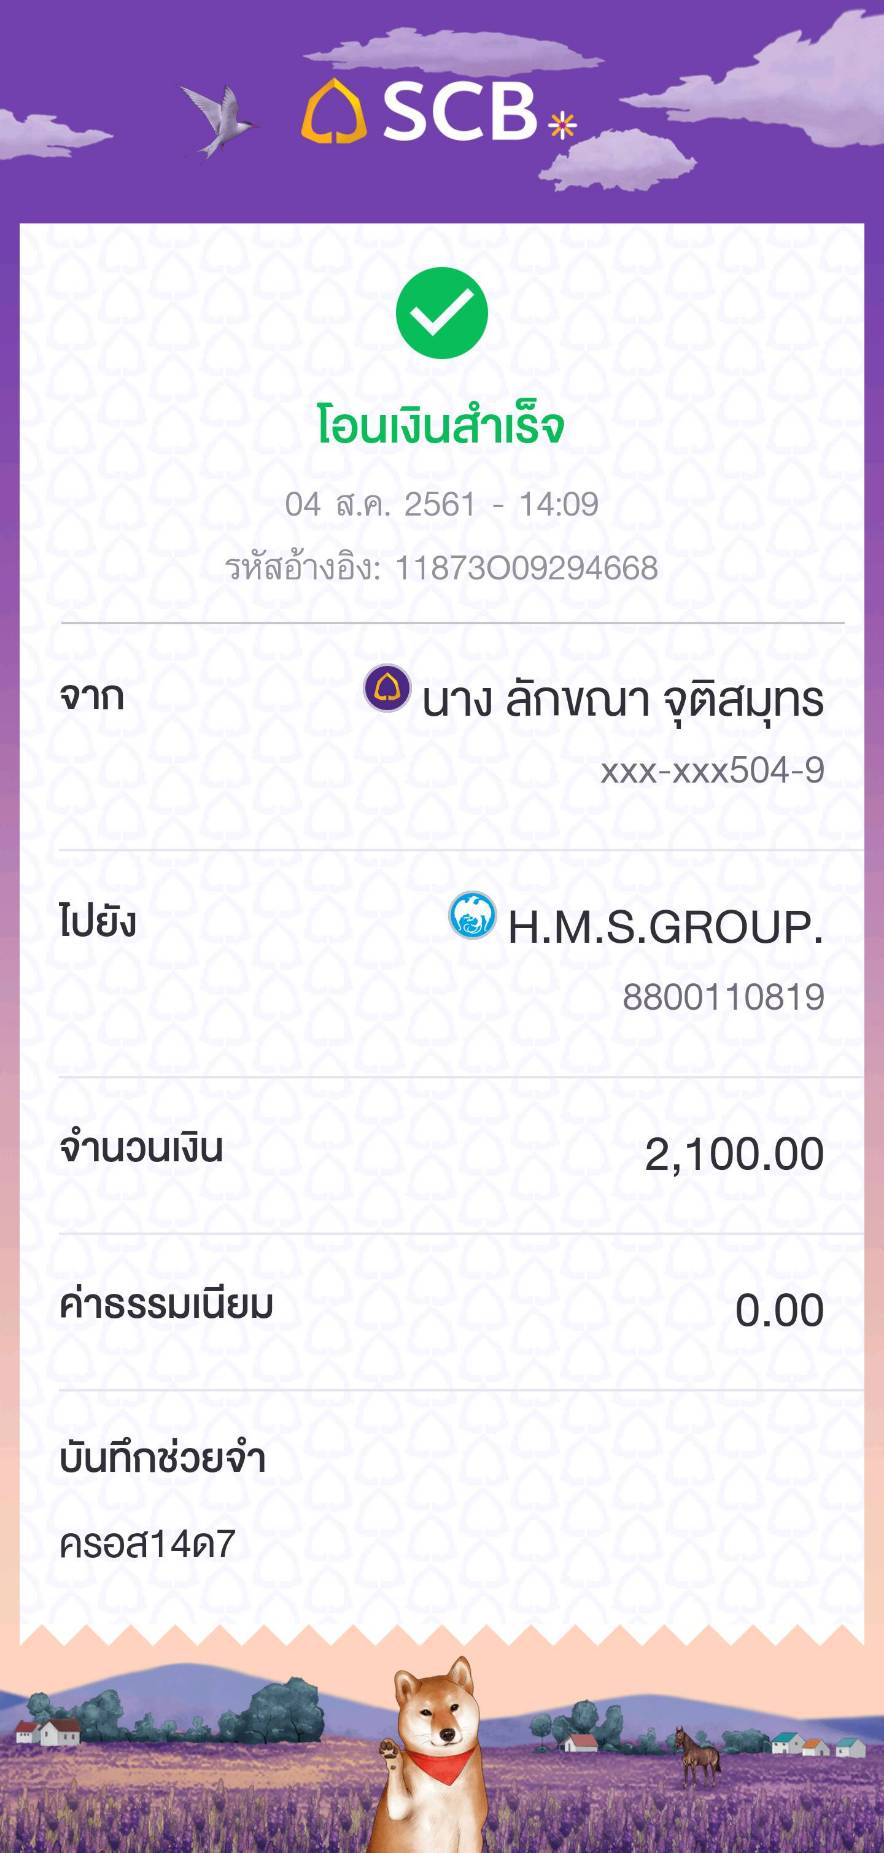 SCB
โอนเงินสำเร็จ
04 ส.ค. 2561 - 14:09
รหัสอ้างอิง: 11873O09294668
จาก
นาง ลักขณา จุติสมุทร
xxx-xxx504-9
ไปยัง
H.M.S.GROUP.
8800110819
จำนวนเงิน
2,100.00
ค่าธรรมเนียม
0.00
บันทึกช่วยจำ
ครอส14ด7